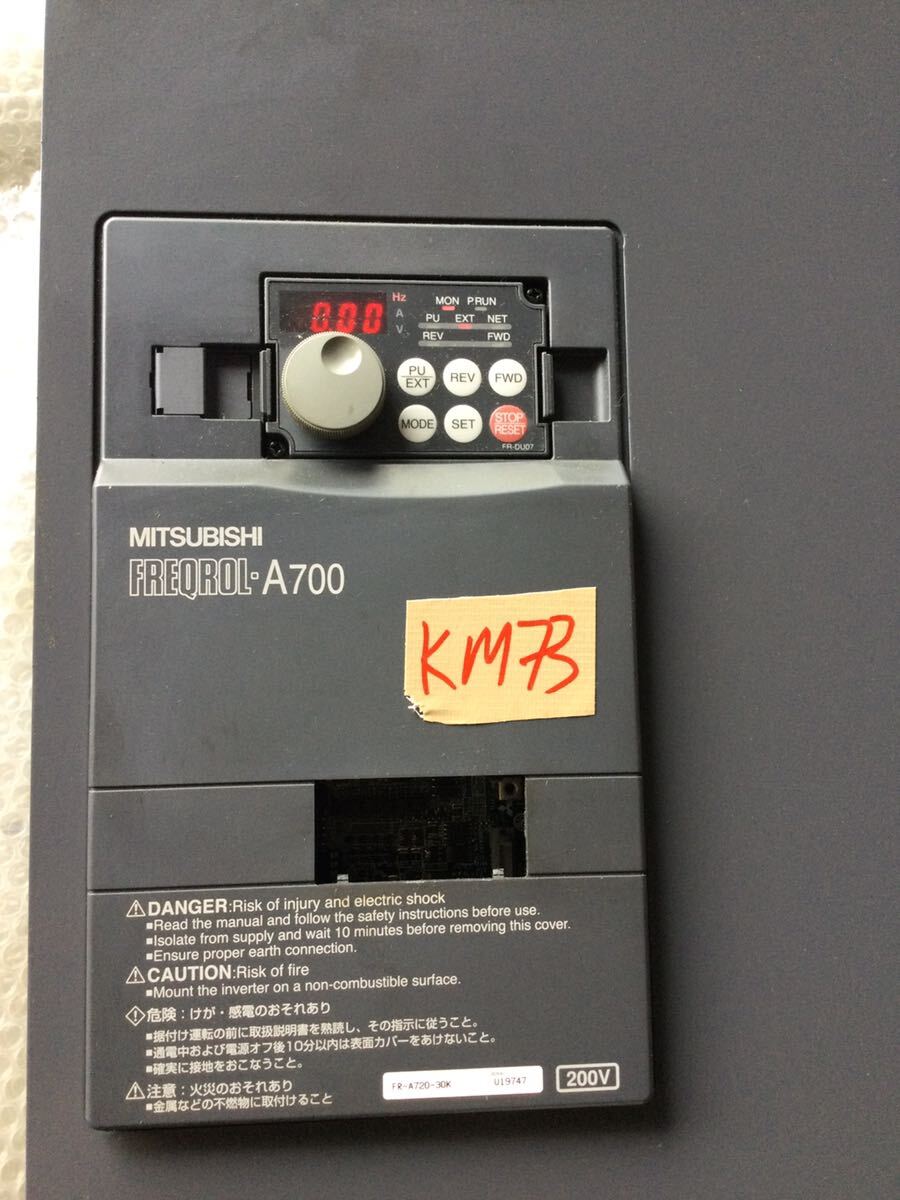 000
Hz
A
V
MON P.RUN
PU EXT NET
REV FWD
PU
EXT
REV
FWD
MODE
SET
STOP
RESET
FR-DU07
MITSUBISHI
FREQROL-A700
KM73
⚠DANGER:Risk of injury and electric shock
■Read the manual and follow the safety instructions before use.
■Isolate from supply and wait 10 minutes before removing this cover.
■Ensure proper earth connection.
⚠CAUTION:Risk of fire
■Mount the inverter on a non-combustible surface.
危険：けが・感電のおそれあり
■据付け運転の前に取扱説明書を熟読し、その指示に従うこと。
■通電中および電源オフ後10分以内は表面カバーをあけないこと。
■確実に接地をおこなうこと。
⚠注意：火災のおそれあり
■金属などの不燃物に取付けること
FR-A720-30K
U19747
200V